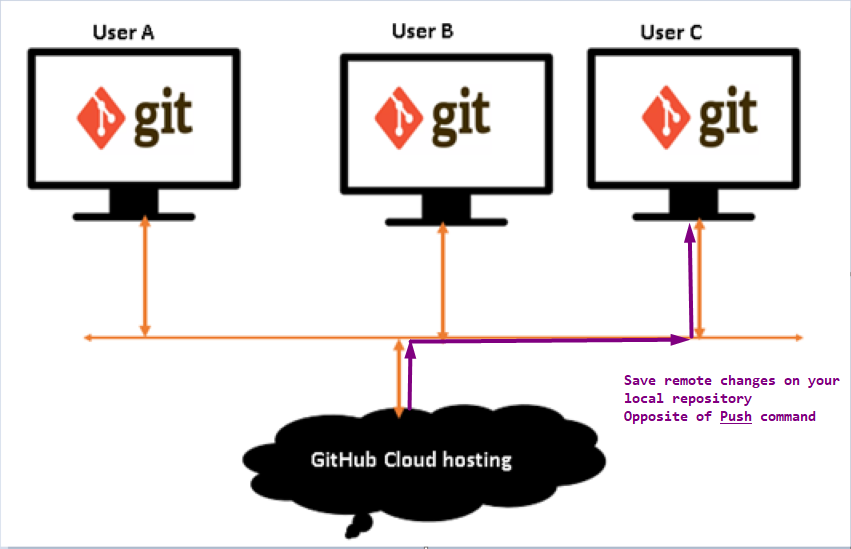 User A
User B
User C
git
git
git
Save remote changes on your
local repository
Opposite of Push command
GitHub Cloud hosting